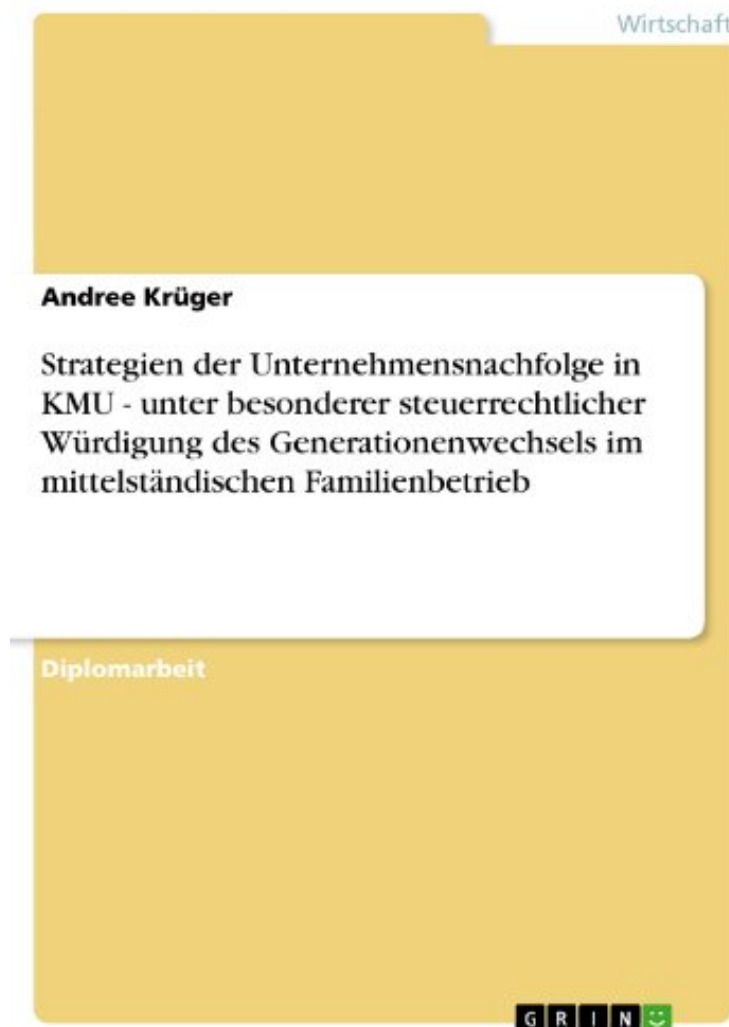 Wirtschaft
Andree Krüger
Strategien der Unternehmensnachfolge in
KMU - unter besonderer steuerrechtlicher
Würdigung des Generationenwechsels im
mittelständischen Familienbetrieb
Diplomarbeit
GRIN